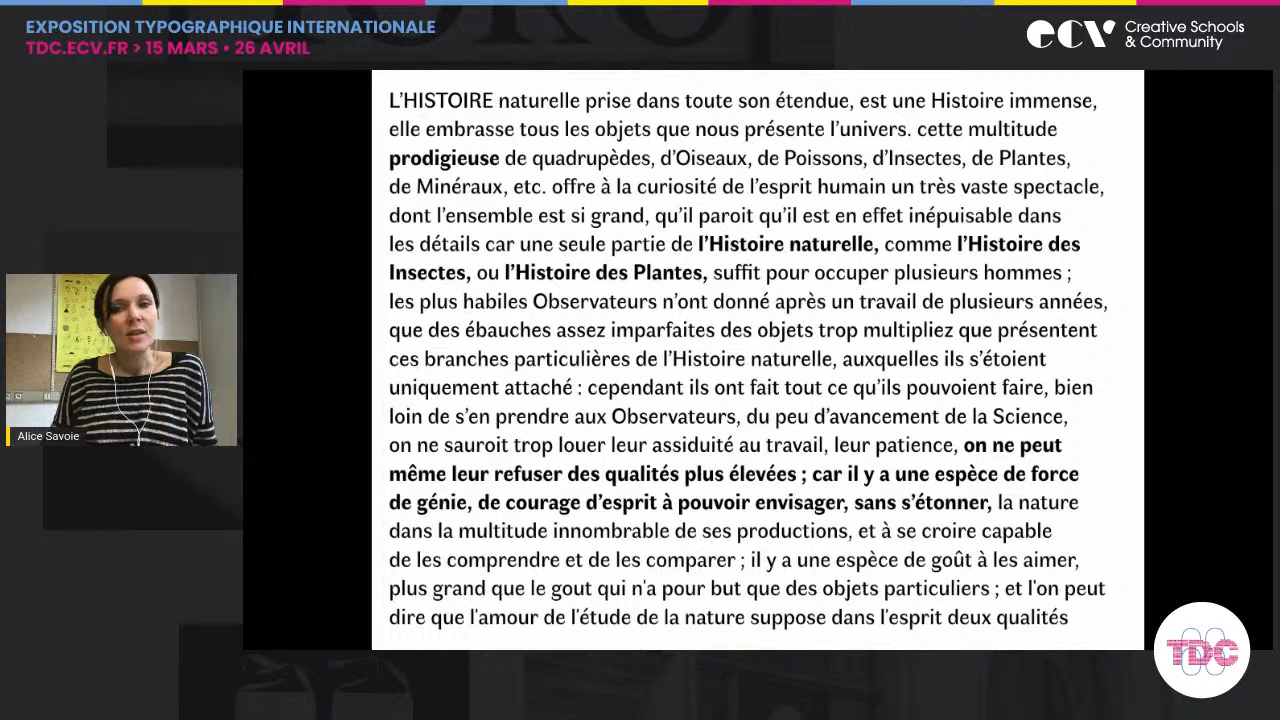 EXPOSITION TYPOGRAPHIQUE INTERNATIONALE
TDC.ECV.FR > 15 MARS • 26 AVRIL
ecv Creative Schools
& Community
L’HISTOIRE naturelle prise dans toute son étendue, est une Histoire immense,
elle embrasse tous les objets que nous présente l’univers. cette multitude
prodigieuse de quadrupèdes, d’Oiseaux, de Poissons, d’Insectes, de Plantes,
de Minéraux, etc. offre à la curiosité de l’esprit humain un très vaste spectacle,
dont l’ensemble est si grand, qu’il paroit qu’il est en effet inépuisable dans
les détails car une seule partie de l’Histoire naturelle, comme l’Histoire des
Insectes, ou l’Histoire des Plantes, suffit pour occuper plusieurs hommes ;
les plus habiles Observateurs n’ont donné après un travail de plusieurs années,
que des ébauches assez imparfaites des objets trop multipliez que présentent
ces branches particulières de l’Histoire naturelle, auxquelles ils s’étoient
uniquement attaché : cependant ils ont fait tout ce qu’ils pouvoient faire, bien
loin de s’en prendre aux Observateurs, du peu d’avancement de la Science,
on ne sauroit trop louer leur assiduité au travail, leur patience, on ne peut
même leur refuser des qualités plus élevées ; car il y a une espèce de force
de génie, de courage d’esprit à pouvoir envisager, sans s’étonner, la nature
dans la multitude innombrable de ses productions, et à se croire capable
de les comprendre et de les comparer ; il y a une espèce de goût à les aimer,
plus grand que le gout qui n'a pour but que des objets particuliers ; et l'on peut
dire que l'amour de l'étude de la nature suppose dans l'esprit deux qualités
Alice Savoie
TDC